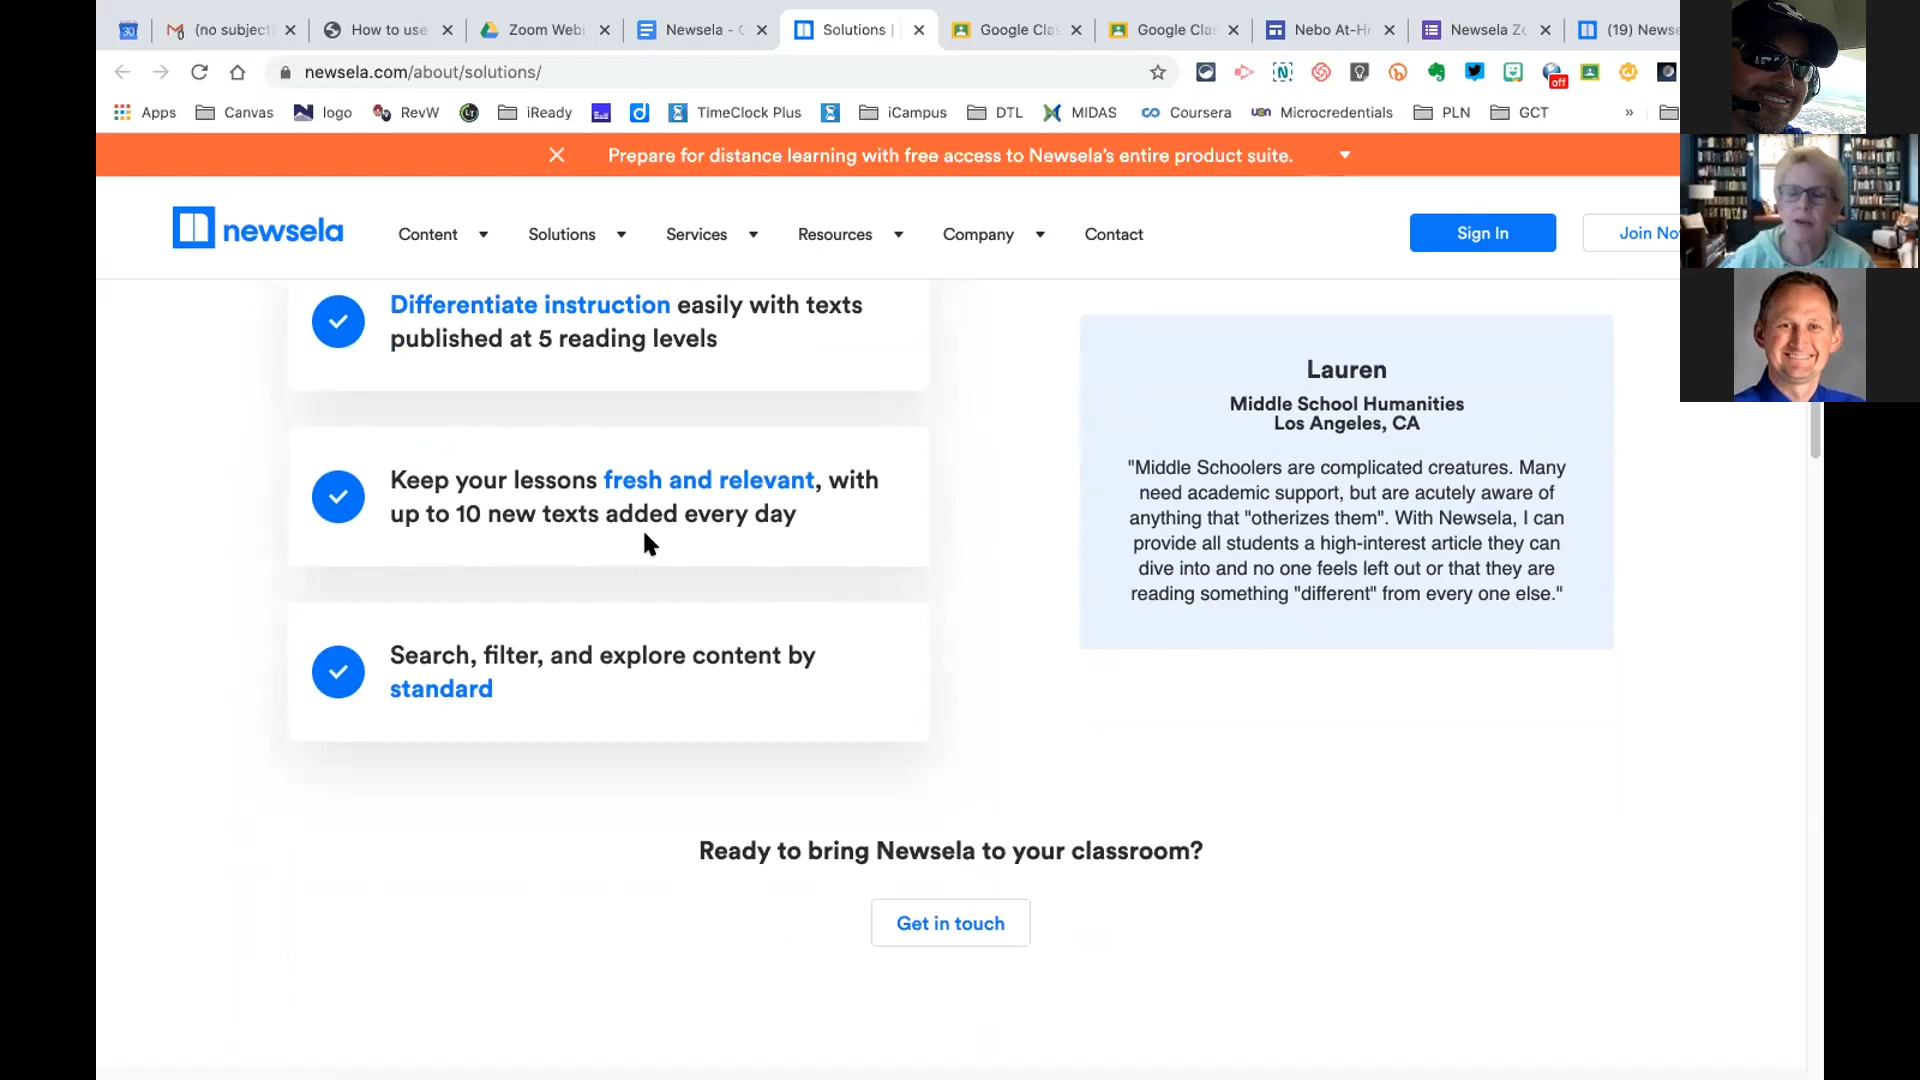 (no subject
How to use
Zoom Webi
Newsela -
Solutions |
Google Cla
Google Cla
Nebo At-H
Newsela Zo
(19) Newse
newsela.com/about/solutions/
off
Apps
Canvas
logo
RevW
iReady
TimeClock Plus
iCampus
DTL
MIDAS
Coursera
Microcredentials
PLN
GCT
»
Prepare for distance learning with free access to Newsela's entire product suite.
newsela
Content
Solutions
Services
Resources
Company
Contact
Sign In
Join No
Differentiate instruction easily with texts
published at 5 reading levels
Keep your lessons fresh and relevant, with
up to 10 new texts added every day
Search, filter, and explore content by
standard
Lauren
Middle School Humanities
Los Angeles, CA
"Middle Schoolers are complicated creatures. Many
need academic support, but are acutely aware of
anything that "otherizes them". With Newsela, I can
provide all students a high-interest article they can
dive into and no one feels left out or that they are
reading something "different" from every one else."
Ready to bring Newsela to your classroom?
Get in touch